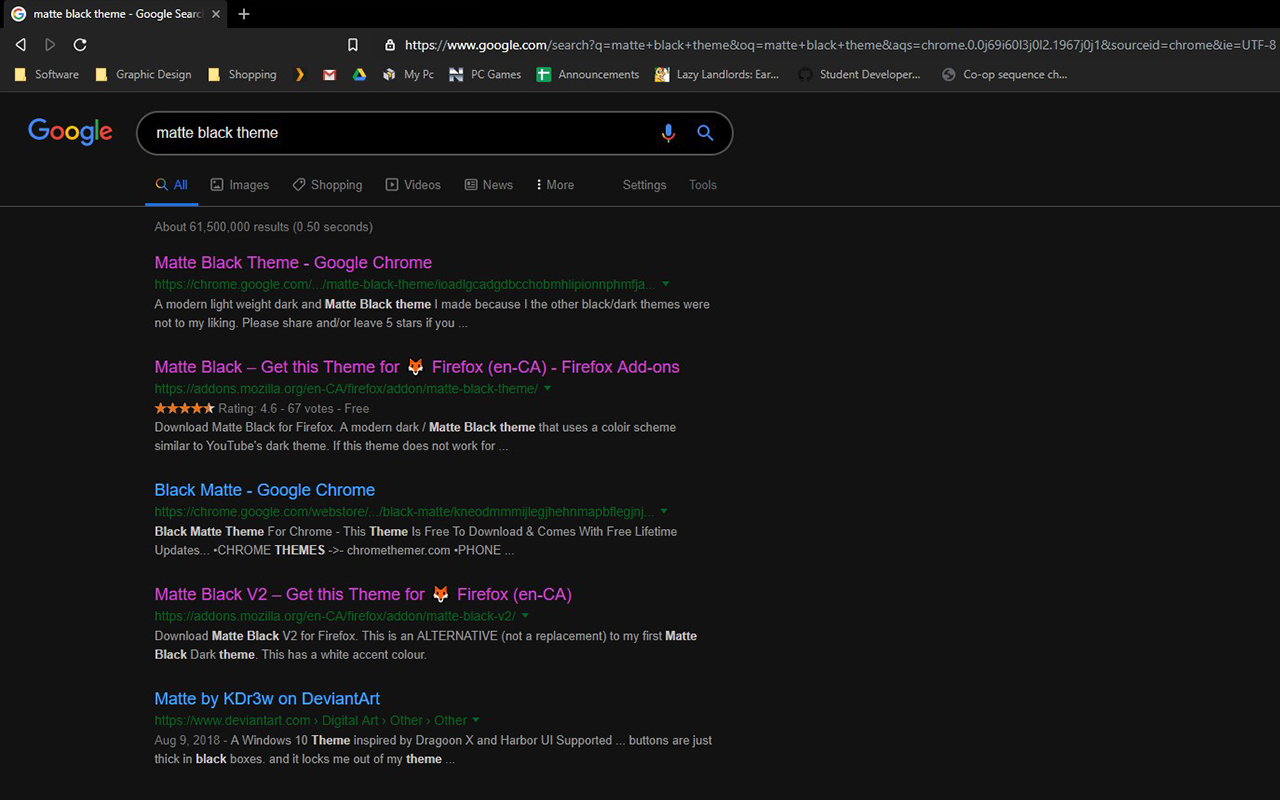 matte black theme - Google Searc
https://www.google.com/search?q=matte+black+theme&oq=matte+black+theme&aqs=chrome.0.0j69i60l3j0l2.1967j0j1&sourceid=chrome&ie=UTF-8
Software Graphic Design Shopping My Pc PC Games Announcements Lazy Landlords: Ear... Student Developer... Co-op sequence ch...
Google matte black theme
All Images Shopping Videos News More Settings Tools
About 61,500,000 results (0.50 seconds)
Matte Black Theme - Google Chrome
https://chrome.google.com/.../matte-black-theme/ioadlgcadgdbcchobmhlipionnphmfja...
A modern light weight dark and Matte Black theme I made because I the other black/dark themes were
not to my liking. Please share and/or leave 5 stars if you ...
Matte Black – Get this Theme for 🦊 Firefox (en-CA) - Firefox Add-ons
https://addons.mozilla.org/en-CA/firefox/addon/matte-black-theme/
Rating: 4.6 - 67 votes - Free
Download Matte Black for Firefox. A modern dark / Matte Black theme that uses a coloir scheme
similar to YouTube's dark theme. If this theme does not work for ...
Black Matte - Google Chrome
https://chrome.google.com/webstore/.../black-matte/kneodmmmijlegjhehnmapbflegjnj...
Black Matte Theme For Chrome - This Theme Is Free To Download & Comes With Free Lifetime
Updates... •CHROME THEMES ->- chromethemer.com •PHONE ...
Matte Black V2 – Get this Theme for 🦊 Firefox (en-CA)
https://addons.mozilla.org/en-CA/firefox/addon/matte-black-v2/
Download Matte Black V2 for Firefox. This is an ALTERNATIVE (not a replacement) to my first Matte
Black Dark theme. This has a white accent colour.
Matte by KDr3w on DeviantArt
https://www.deviantart.com › Digital Art › Other › Other
Aug 9, 2018 - A Windows 10 Theme inspired by Dragoon X and Harbor UI Supported ... buttons are just
thick in black boxes. and it locks me out of my theme ...